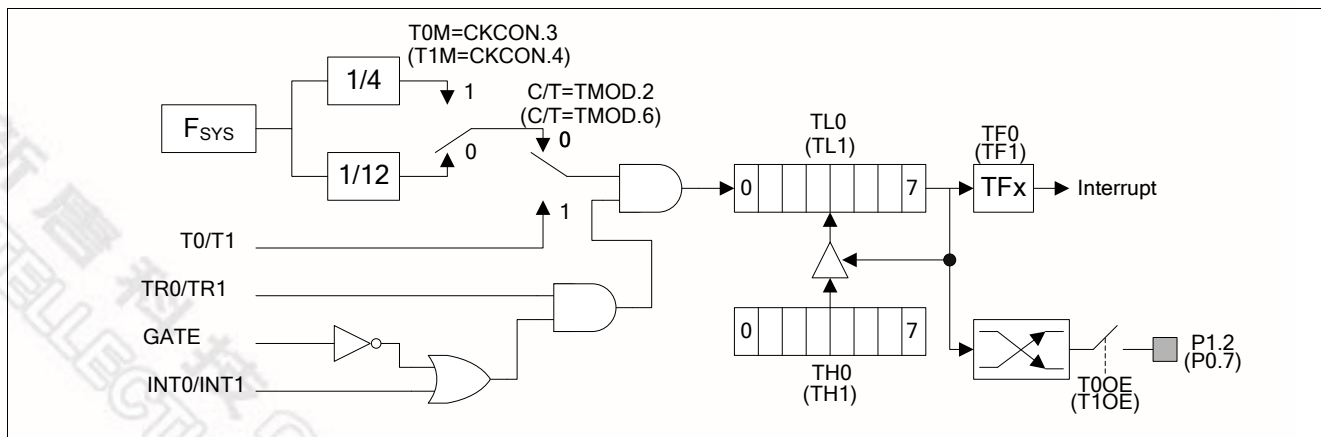 T0M=CKCON.3
(T1M=CKCON.4)
1/4
1
C/T=TMOD.2
(C/T=TMOD.6)
FSYS
0
0
1/12
1
TL0
(TL1)
TF0
(TF1)
0 7
TFx
Interrupt
T0/T1
TR0/TR1
GATE
0 7
P1.2
(P0.7)
INT0/INT1
TH0
(TH1)
T0OE
(T1OE)